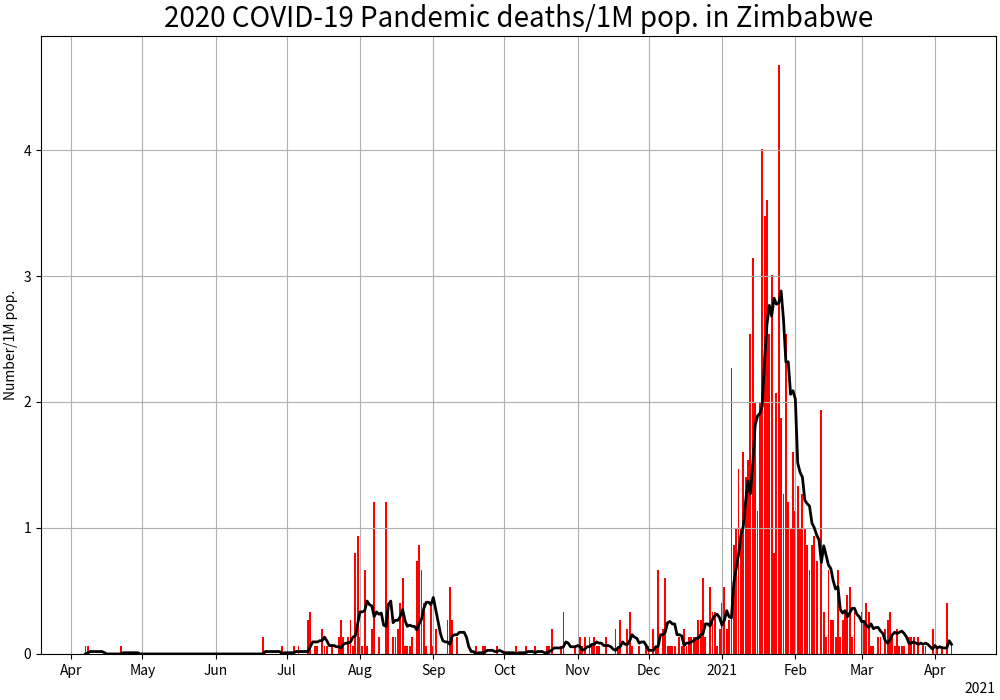 2020 COVID-19 Pandemic deaths/1M pop. in Zimbabwe
Number/1M pop.
4
3
2
1
0
Apr May Jun Jul Aug Sep Oct Nov Dec 2021 Feb Mar Apr
2021